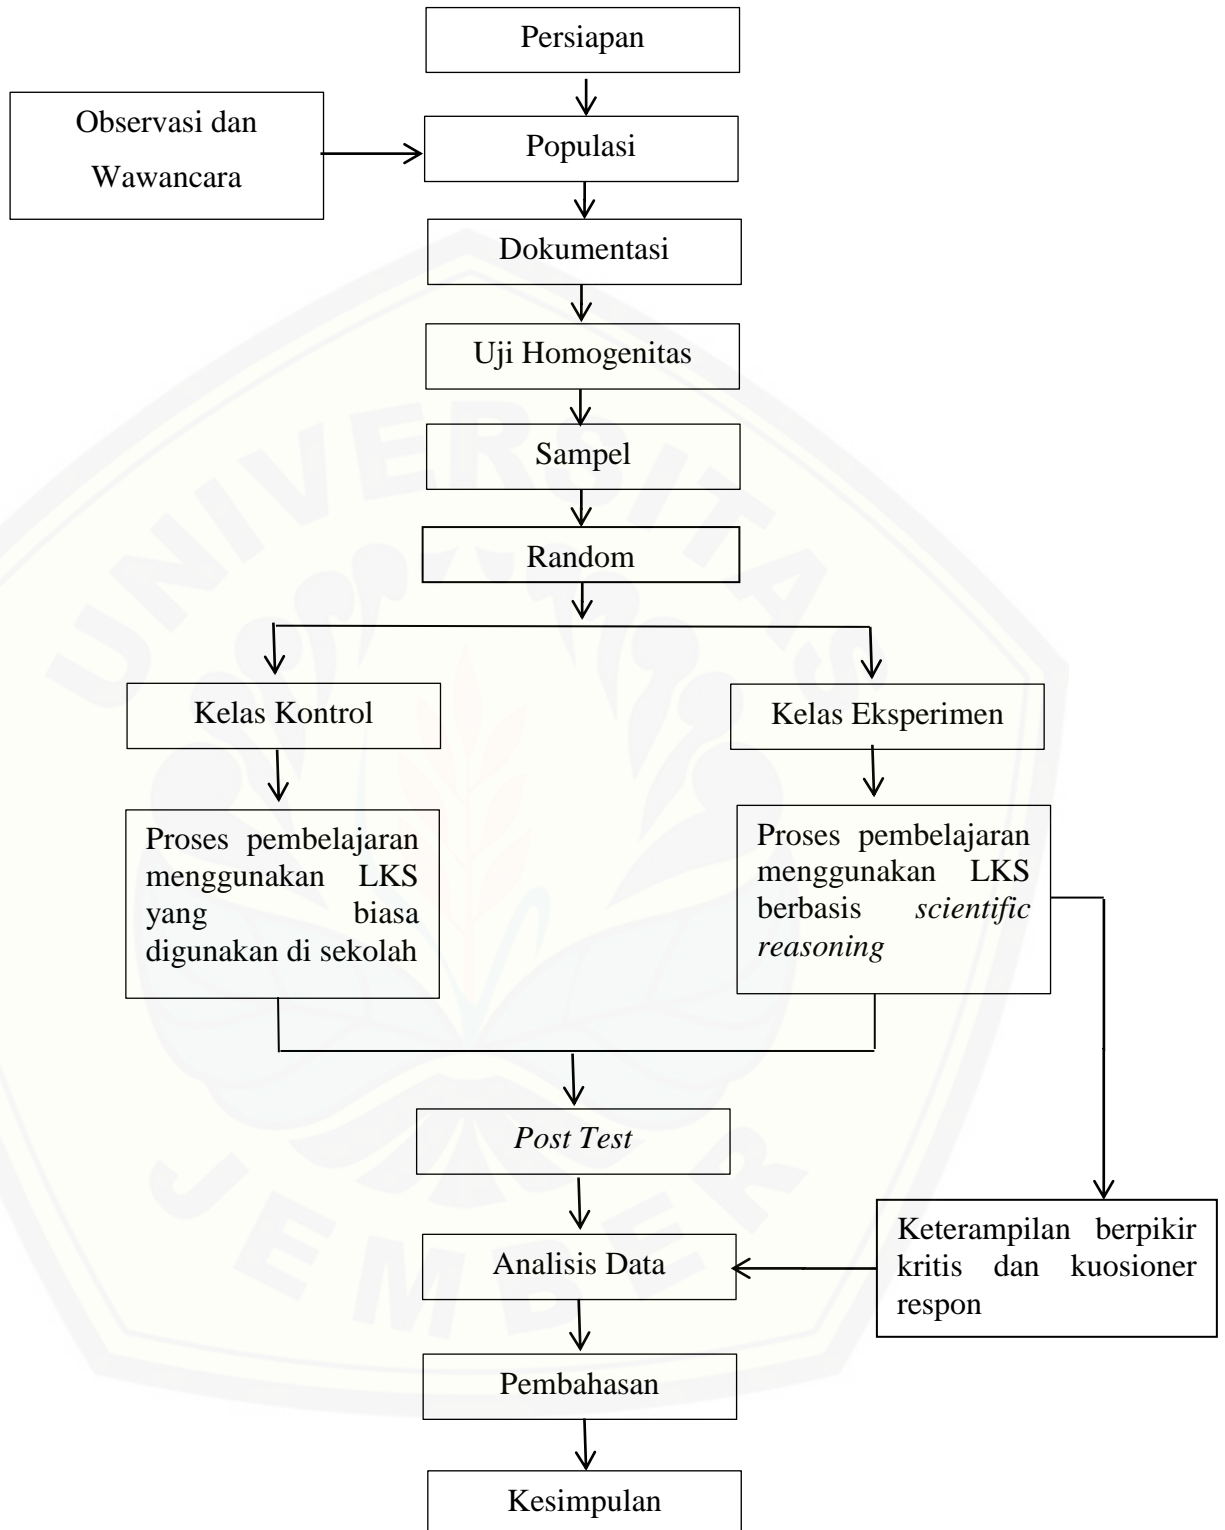 Persiapan
Observasi dan
Wawancara
Populasi
Dokumentasi
Uji Homogenitas
Sampel
Random
Kelas Kontrol
Kelas Eksperimen
Proses pembelajaran
menggunakan LKS
yang biasa
digunakan di sekolah
Proses pembelajaran
menggunakan LKS
berbasis scientific
reasoning
Post Test
Keterampilan berpikir
kritis dan kuosioner
respon
Analisis Data
Pembahasan
Kesimpulan
UNIVERSITAS
JEMBER